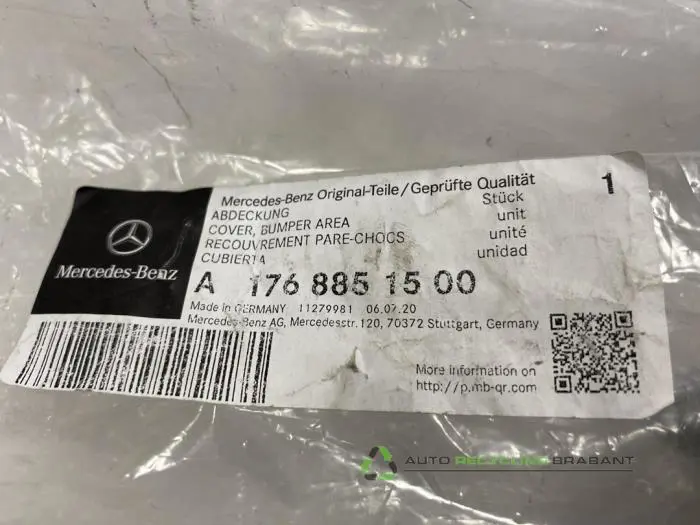 Mercedes-Benz Original-Teile/Geprüfte Qualität
ABDECKUNG
COVER, BUMPER AREA
RECOUVREMENT PARE-CHOCS
CUBIERTA
Stück
unit
unité
unidad
1
Mercedes-Benz
A 176 885 15 00
Made in GERMANY 11279981 06.07.20
Mercedes-Benz AG, Mercedesstr.120, 70372 Stuttgart, Germany
More information on
http://p.mb-qr.com
AUTO RECYCLING BRABANT